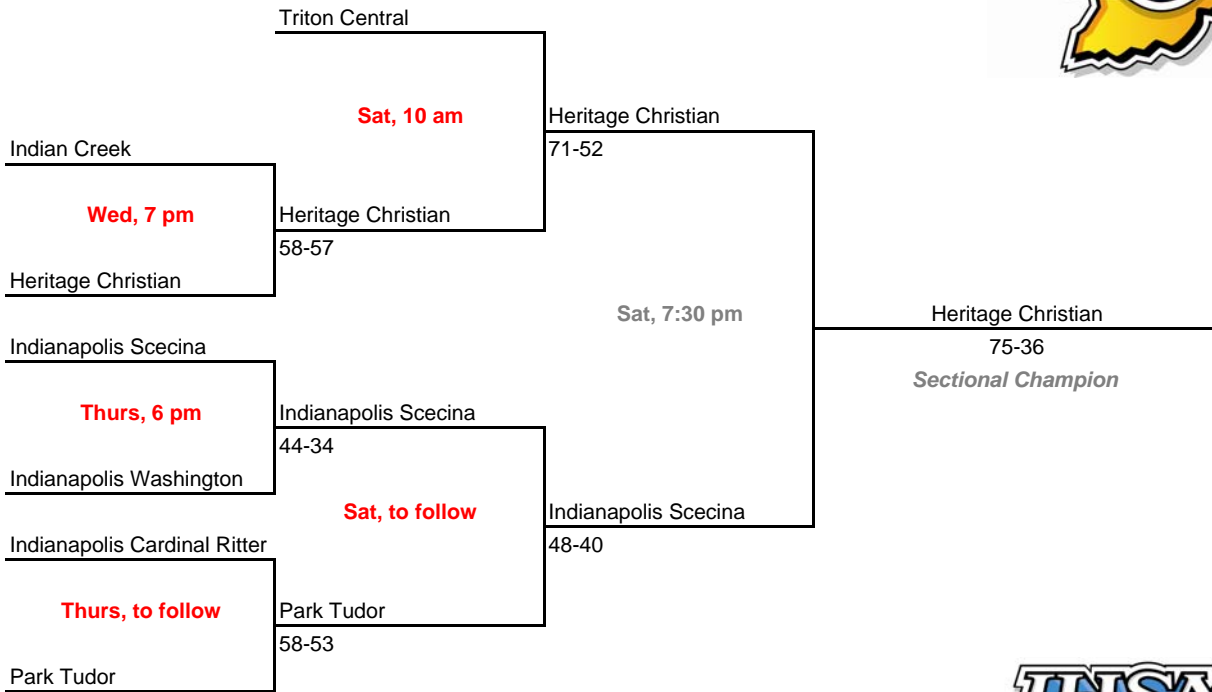 Triton Central
Sat, 10 am
Heritage Christian
Indian Creek
71-52
Wed, 7 pm
Heritage Christian
58-57
Heritage Christian
Sat, 7:30 pm
Heritage Christian
Indianapolis Scecina
75-36
Sectional Champion
Thurs, 6 pm
Indianapolis Scecina
44-34
Indianapolis Washington
Sat, to follow
Indianapolis Scecina
Indianapolis Cardinal Ritter
48-40
Thurs, to follow
Park Tudor
58-53
Park Tudor